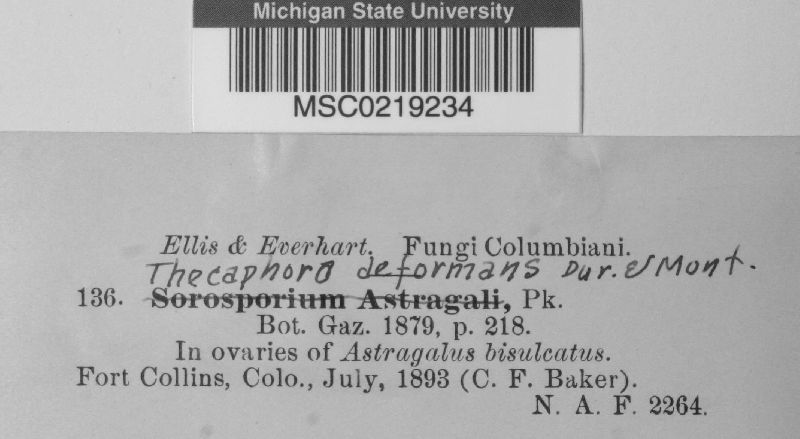 Michigan State University
MSC0219234
Ellis & Everhart. Fungi Columbiani.
Thecaphora deformans Dur. & Mont.
136. Sorosporium Astragali, Pk.
Bot. Gaz. 1879, p. 218.
In ovaries of Astragalus bisulcatus.
Fort Collins, Colo., July, 1893 (C. F. Baker).
N. A. F. 2264.